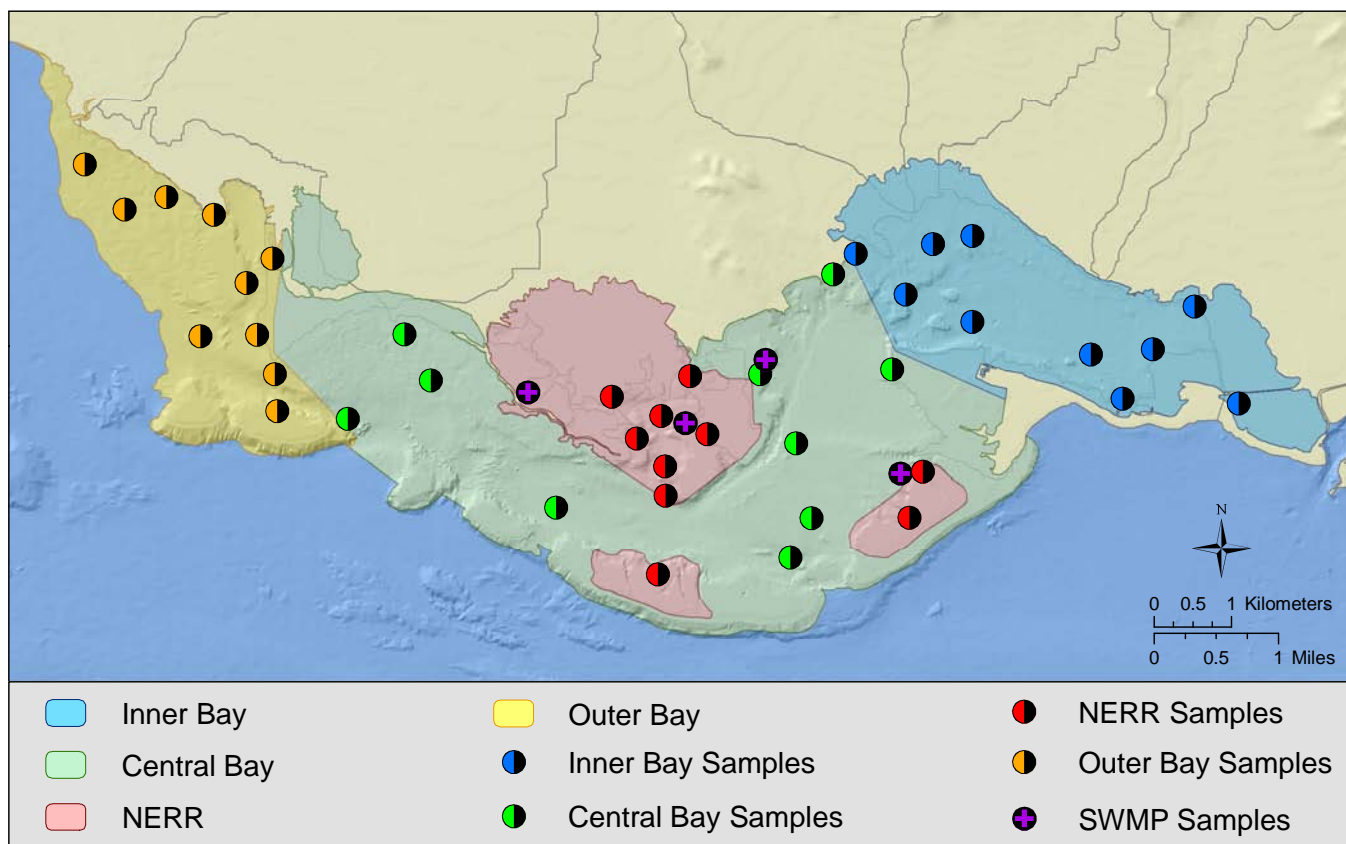 N
0 0.5 1 Kilometers
0 0.5 1 Miles
Inner Bay
Outer Bay
NERR Samples
Central Bay
Inner Bay Samples
Outer Bay Samples
NERR
Central Bay Samples
SWMP Samples